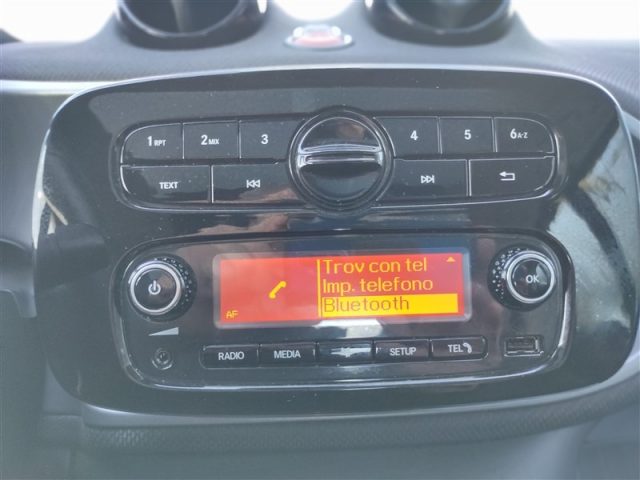 1RPT 2MIX 3 4 5 6A-Z
TEXT
Trov con tel
Imp. telefono
Bluetooth
AF
OK
RADIO MEDIA SETUP TEL